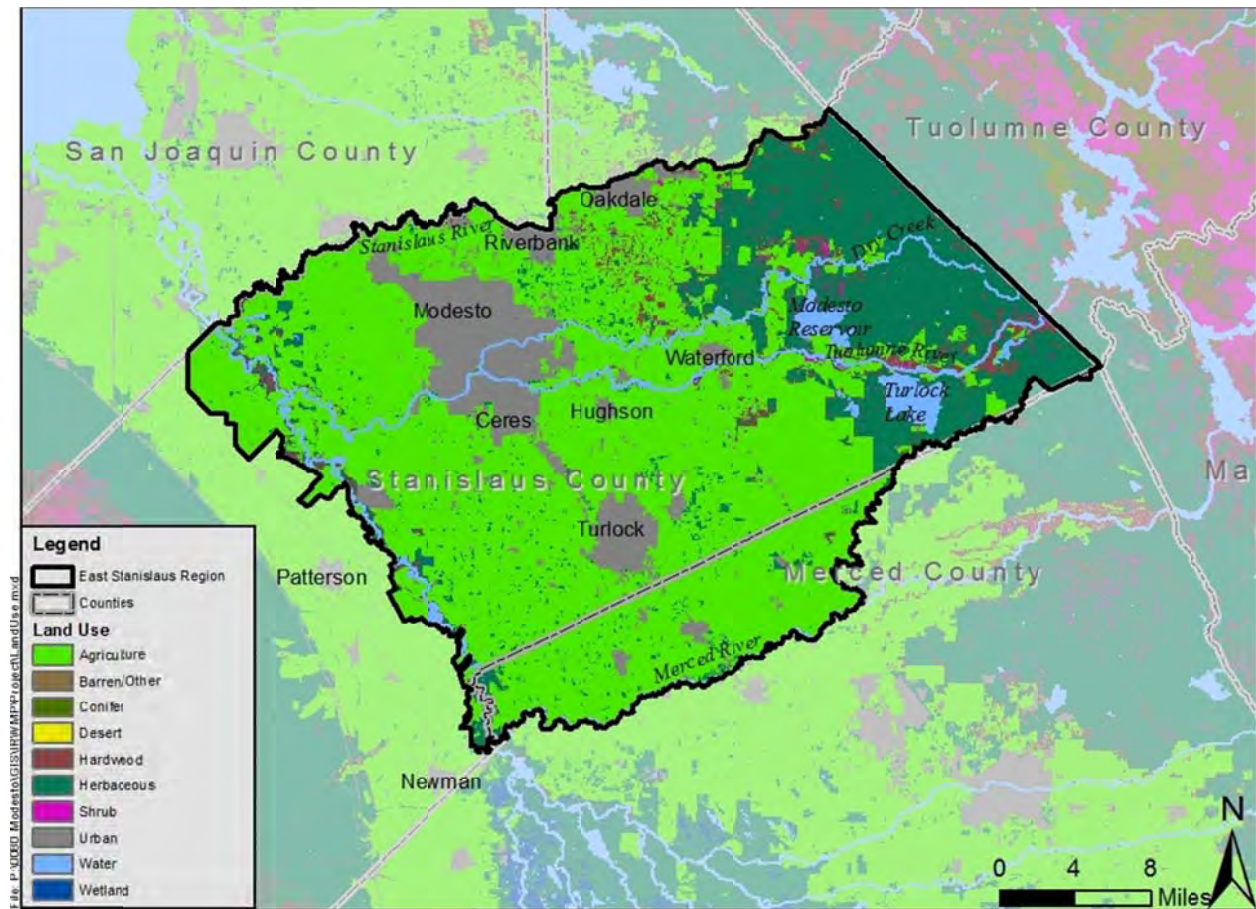 Tuolumne County
San Joaquin County
Oakdale
Stanislaus River
Riverbank
Dry Creek
Modesto
Modesto
Reservoir
Waterford
Tuolumne River
Turlock
Lake
Ceres
Hughson
Stanislaus County
Ma
Turlock
Patterson
Merced County
Merced River
Newman
Legend
East Stanislaus Region
Counties
Land Use
Agriculture
Barren/Other
Conifer
Desert
Hardwood
Herbaceous
Shrub
Urban
Water
Wetland
N
0 4 8
Miles